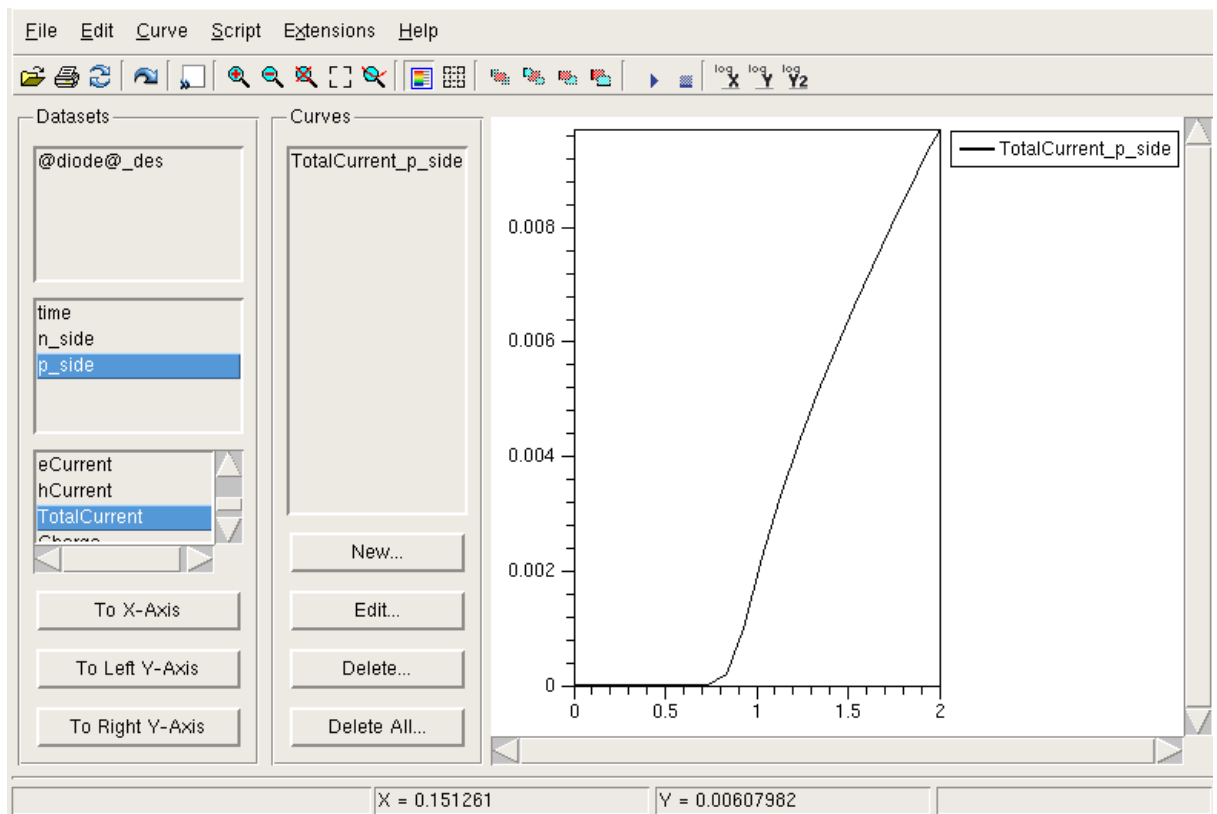 File Edit Curve Script Extensions Help
log X log Y log Y2
Datasets
@diode@_des
time
n_side
p_side
eCurrent
hCurrent
TotalCurrent
Charge
To X-Axis
To Left Y-Axis
To Right Y-Axis
Curves
TotalCurrent_p_side
New...
Edit...
Delete...
Delete All...
0.008
0.006
0.004
0.002
0
0 0.5 1 1.5 2
TotalCurrent_p_side
X = 0.151261 Y = 0.00607982